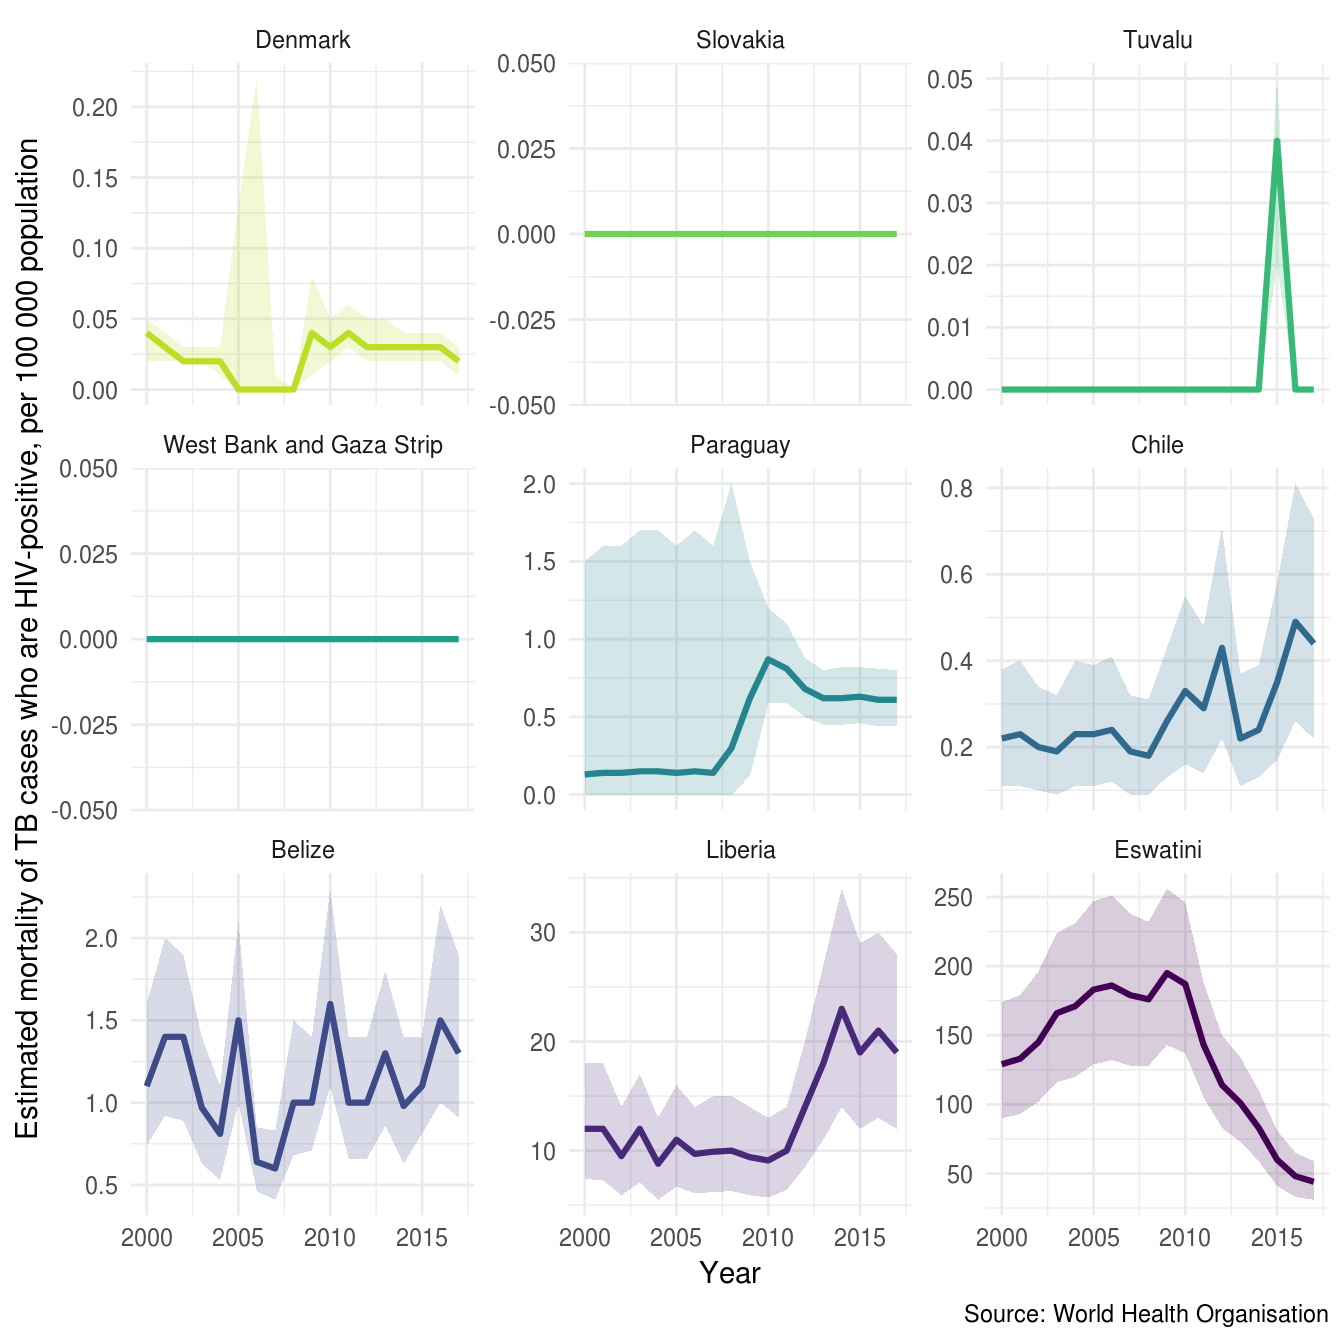 Denmark
Slovakia
Tuvalu
0.20
0.15
0.10
0.05
0.00
0.050
0.025
0.000
-0.025
-0.050
0.05
0.04
0.03
0.02
0.01
0.00
West Bank and Gaza Strip
Paraguay
Chile
0.050
0.025
0.000
-0.025
-0.050
2.0
1.5
1.0
0.5
0.0
0.8
0.6
0.4
0.2
Belize
Liberia
Eswatini
2.0
1.5
1.0
0.5
30
20
10
250
200
150
100
50
2000 2005 2010 2015
2000 2005 2010 2015
2000 2005 2010 2015
Estimated mortality of TB cases who are HIV-positive, per 100 000 population
Year
Source: World Health Organisation